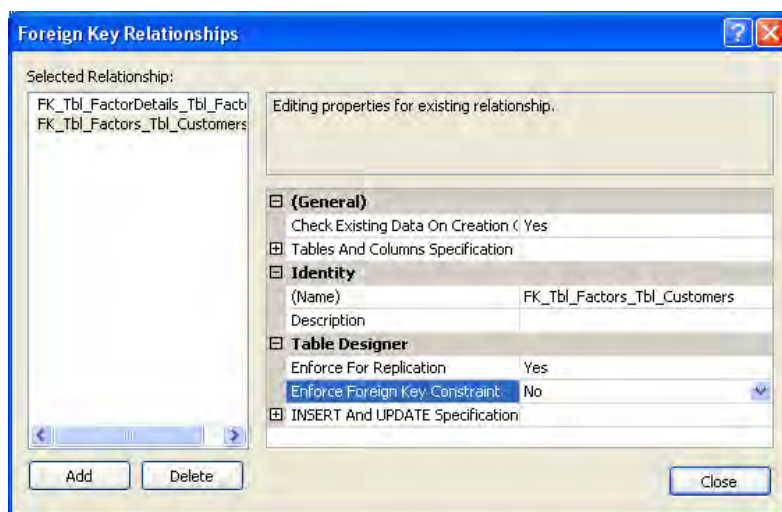 Foreign Key Relationships
Selected Relationship:
FK_Tbl_FactorDetails_Tbl_Fact
FK_Tbl_Factors_Tbl_Customers
Editing properties for existing relationship.
(General)
Check Existing Data On Creation ( Yes
Tables And Columns Specification
Identity
(Name) FK_Tbl_Factors_Tbl_Customers
Description
Table Designer
Enforce For Replication Yes
Enforce Foreign Key Constraint No
INSERT And UPDATE Specification
Add Delete
Close